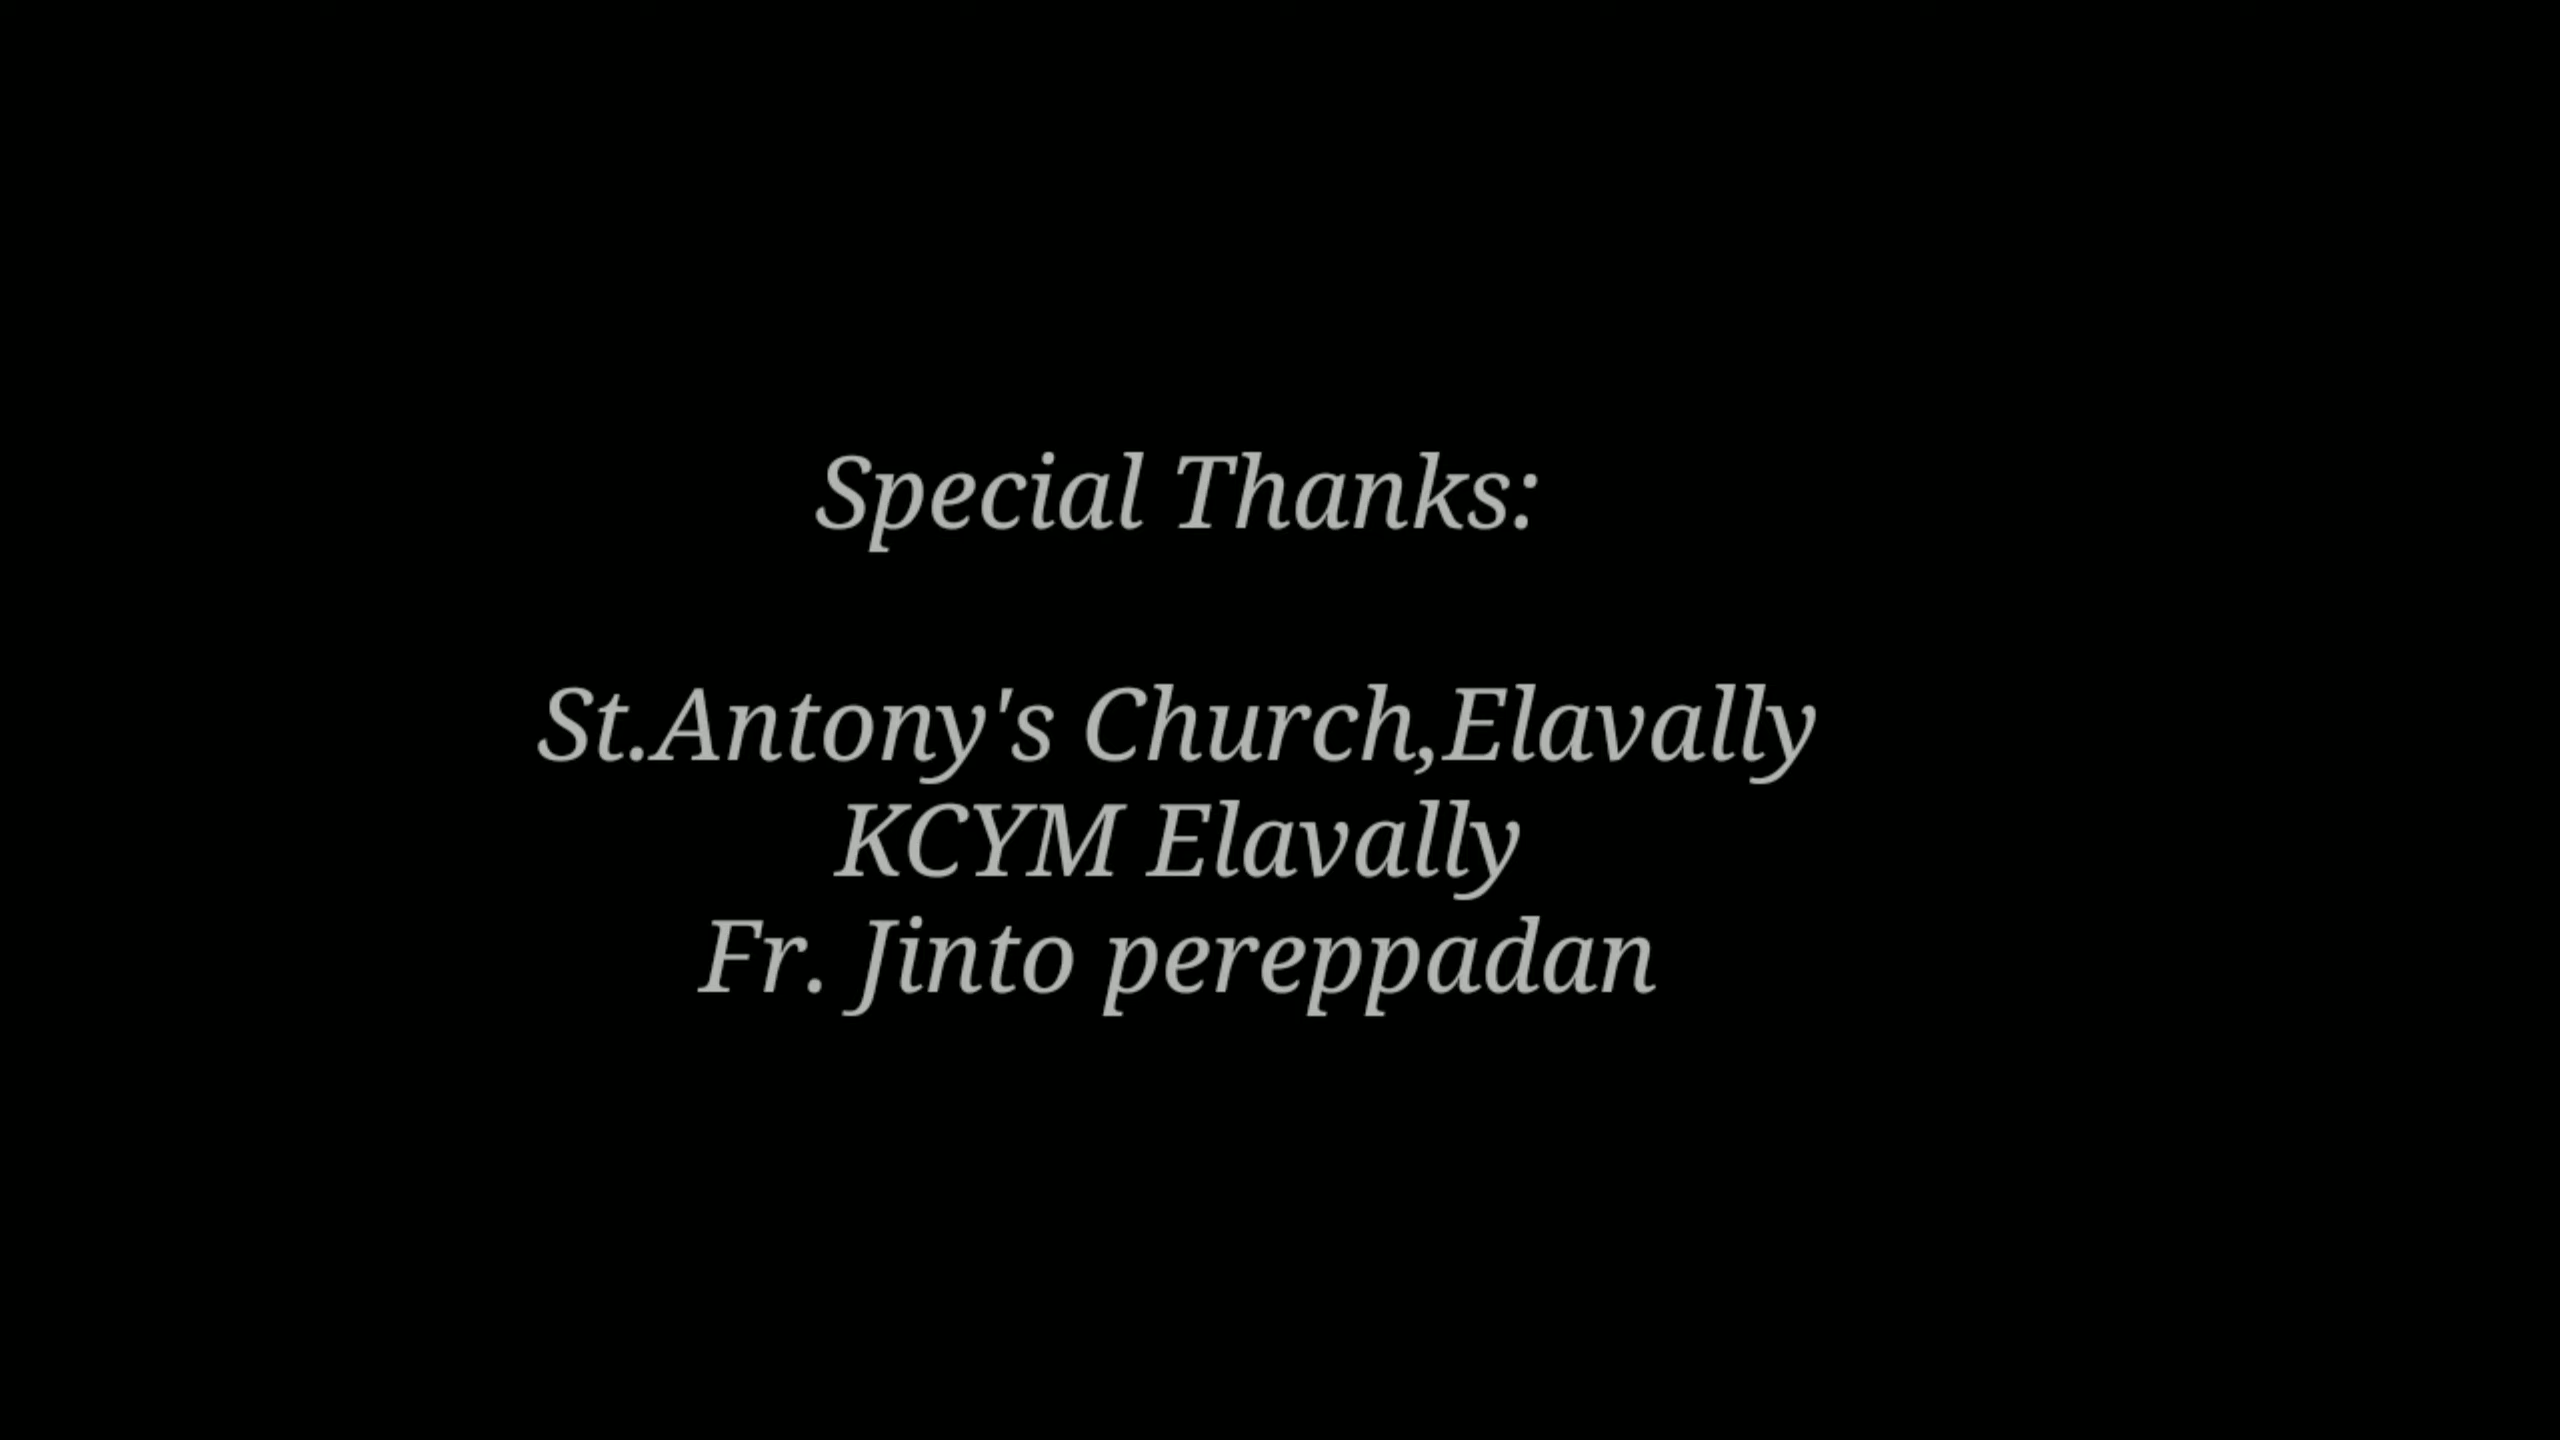 Special Thanks:
St.Antony's Church,Elavally
KCYM Elavally
Fr. Jinto pereppadan